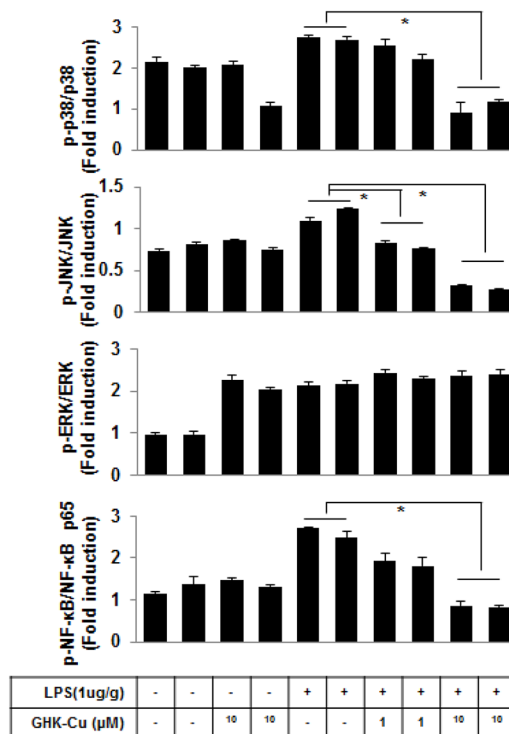 p-p38/p38
(Fold induction)
3
2
1
0
*
p-JNK/JNK
(Fold induction)
1.5
1
0.5
0
* *
p-ERK/ERK
(Fold induction)
3
2
1
0
p-NF-κB/NF-κB p65
(Fold induction)
3
2
1
0
*
LPS(1ug/g) - - - - + + + + + +
GHK-Cu (µM) - - 10 10 - - 1 1 10 10